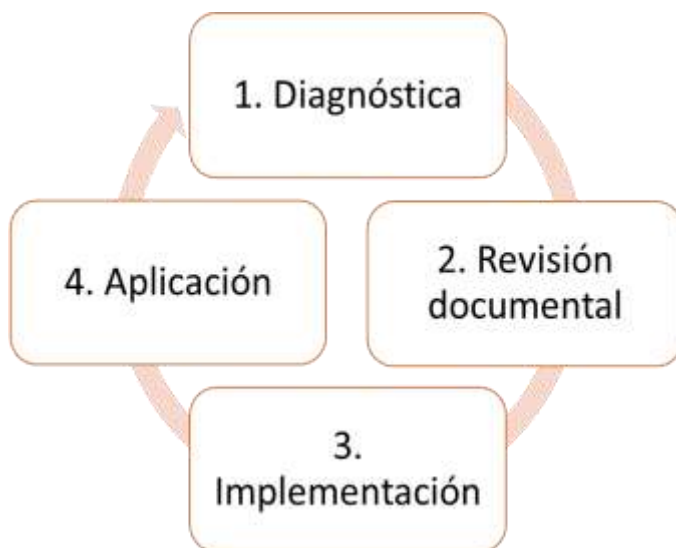 1. Diagnóstica
2. Revisión
documental
3.
Implementación
4. Aplicación